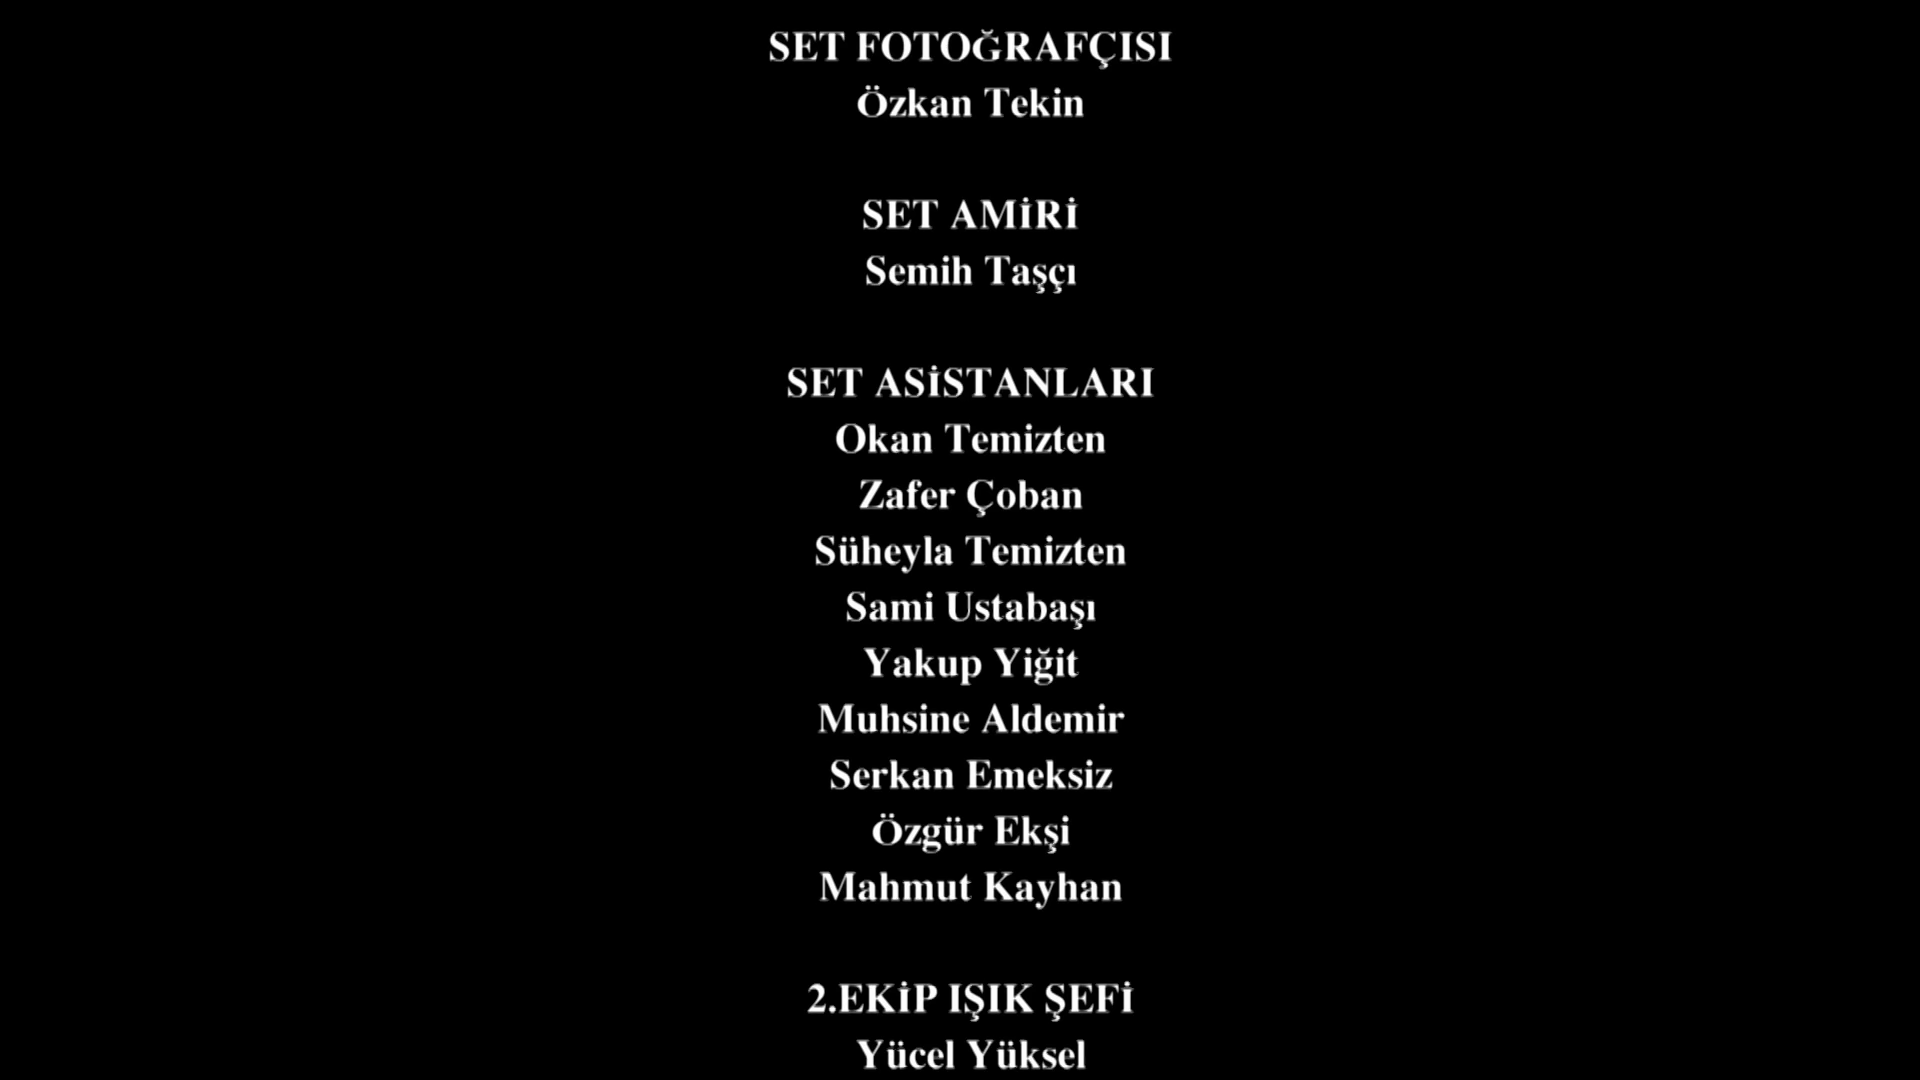 SET FOTOĞRAFÇISI
Özkan Tekin
SET AMİRİ
Semih Taşçı
SET ASİSTANLARI
Okan Temizten
Zafer Çoban
Süheyla Temizten
Sami Ustabaşı
Yakup Yiğit
Muhsine Aldemir
Serkan Emeksiz
Özgür Ekşi
Mahmut Kayhan
2.EKİP IŞIK ŞEFİ
Yücel Yüksel